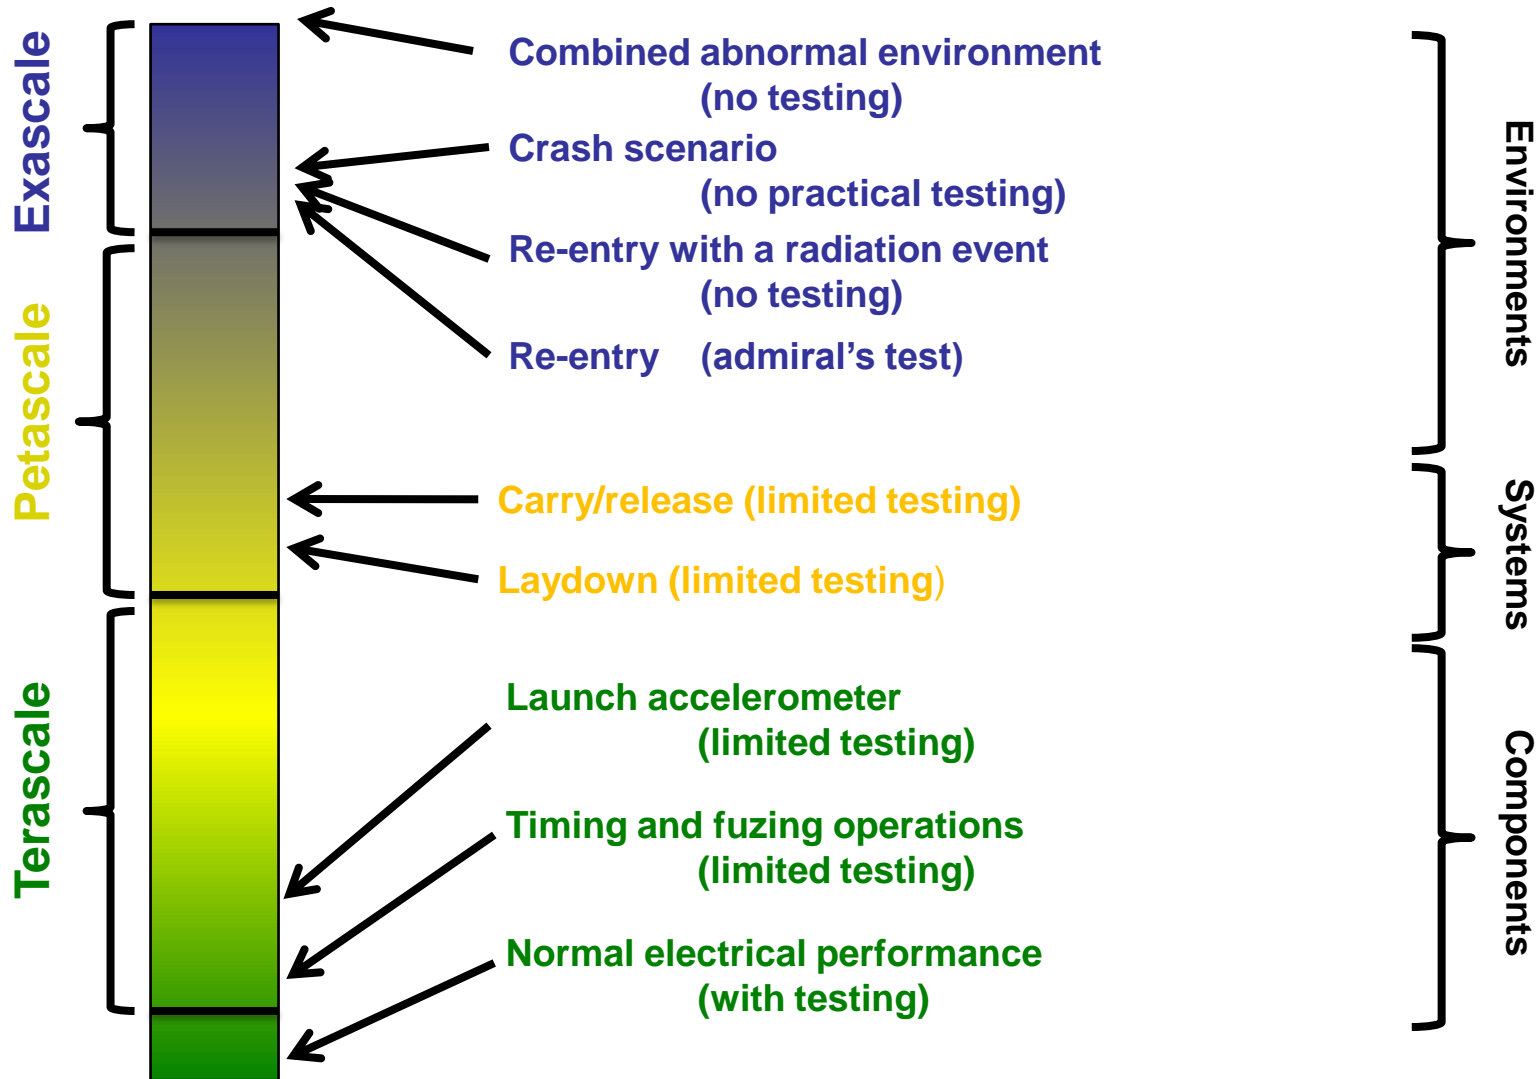 Exascale
Petascale
Terascale
Combined abnormal environment
(no testing)
Crash scenario
(no practical testing)
Re-entry with a radiation event
(no testing)
Re-entry (admiral’s test)
Carry/release (limited testing)
Laydown (limited testing)
Launch accelerometer
(limited testing)
Timing and fuzing operations
(limited testing)
Normal electrical performance
(with testing)
Environments
Systems
Components